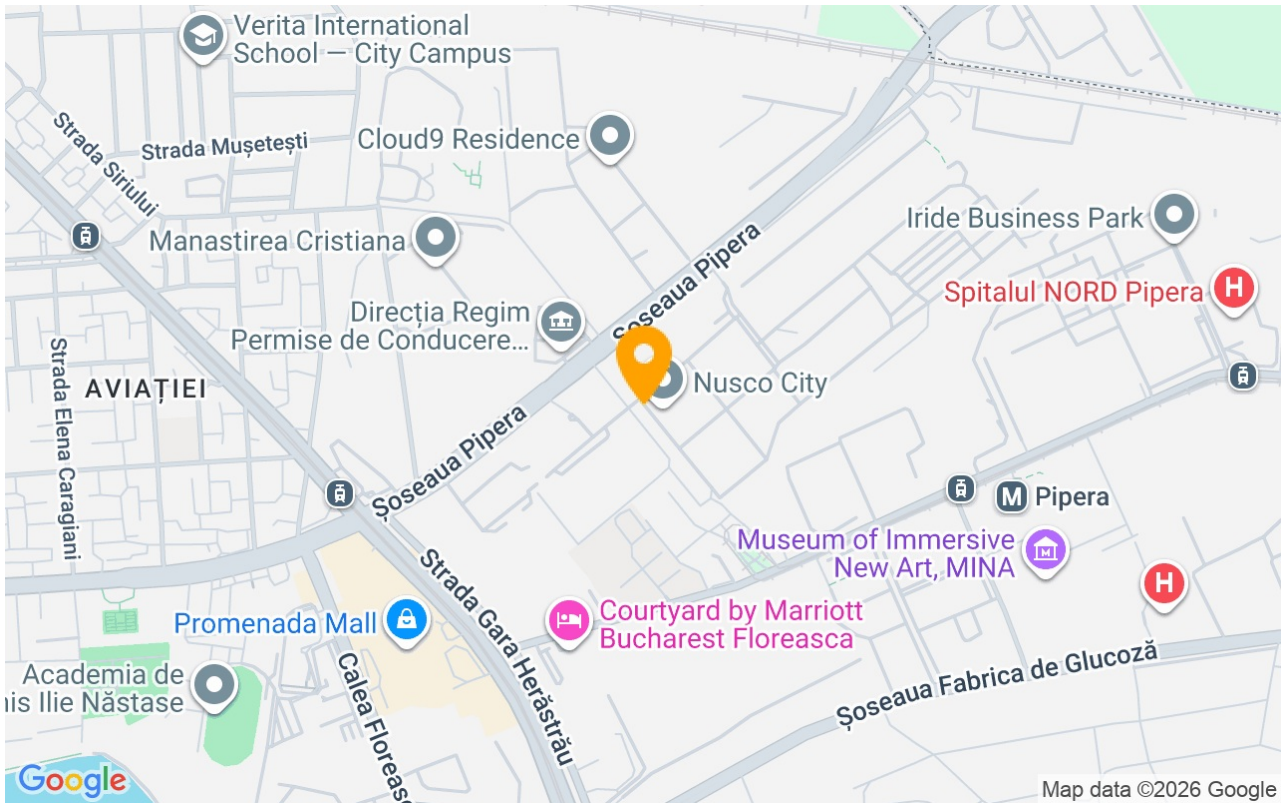 Verita International
School — City Campus
Strada Siriului
Strada Mușetești
Cloud9 Residence
Manastirea Cristiana
Iride Business Park
Șoseaua Pipera
Spitalul NORD Pipera
H
Direcția Regim
Permise de Conducere...
Strada Elena Caragiani
AVIAȚIEI
Nusco City
Șoseaua Pipera
M Pipera
Museum of Immersive
New Art, MINA
H
Strada Gara Herăstrău
Promenada Mall
Courtyard by Marriott
Bucharest Floreasca
Șoseaua Fabrica de Glucoză
Calea Floreasc
Academia de
nis Ilie Năstase
Google
Map data ©2026 Google